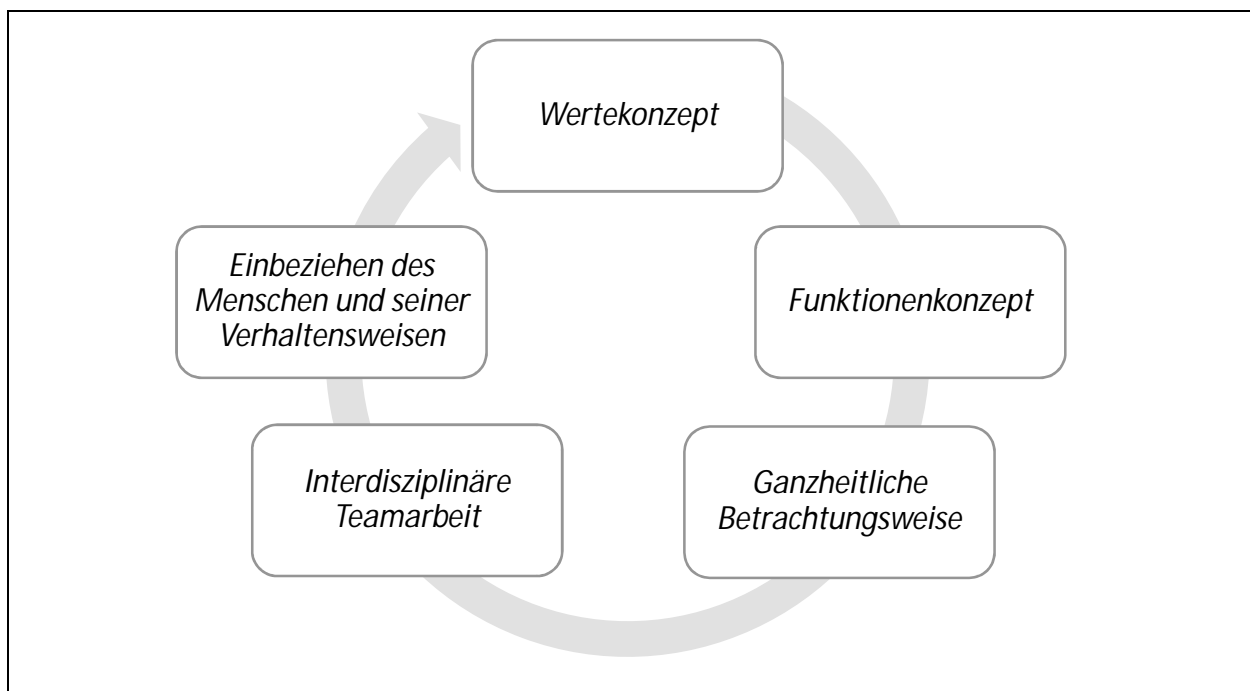 Wertekonzept
Funktionenkonzept
Ganzheitliche
Betrachtungsweise
Interdisziplinäre
Teamarbeit
Einbeziehen des
Menschen und seiner
Verhaltensweisen